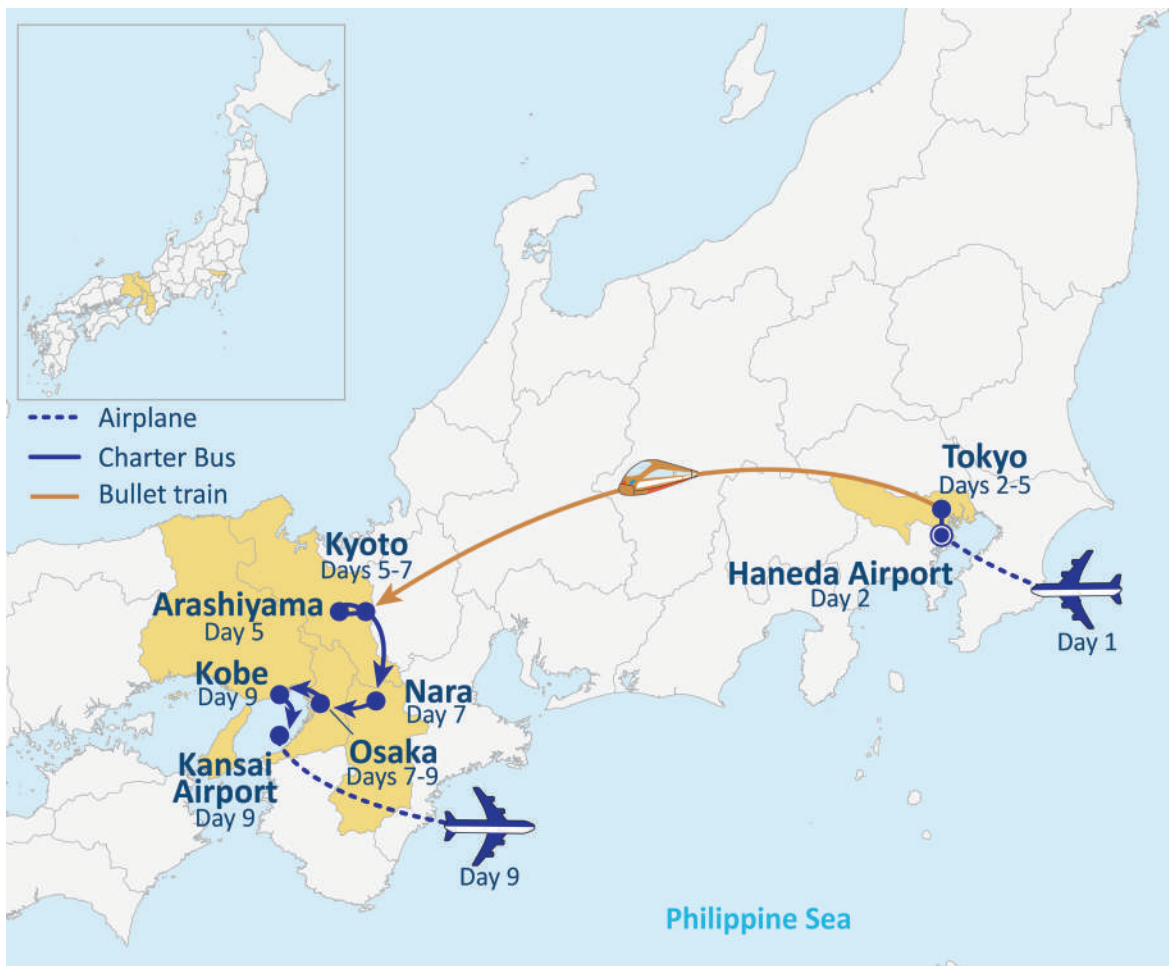 Airplane
Charter Bus
Bullet train
Tokyo
Days 2-5
Haneda Airport
Day 2
Day 1
Kyoto
Days 5-7
Arashiyama
Day 5
Kobe
Day 9
Nara
Day 7
Osaka
Days 7-9
Kansai
Airport
Day 9
Day 9
Philippine Sea